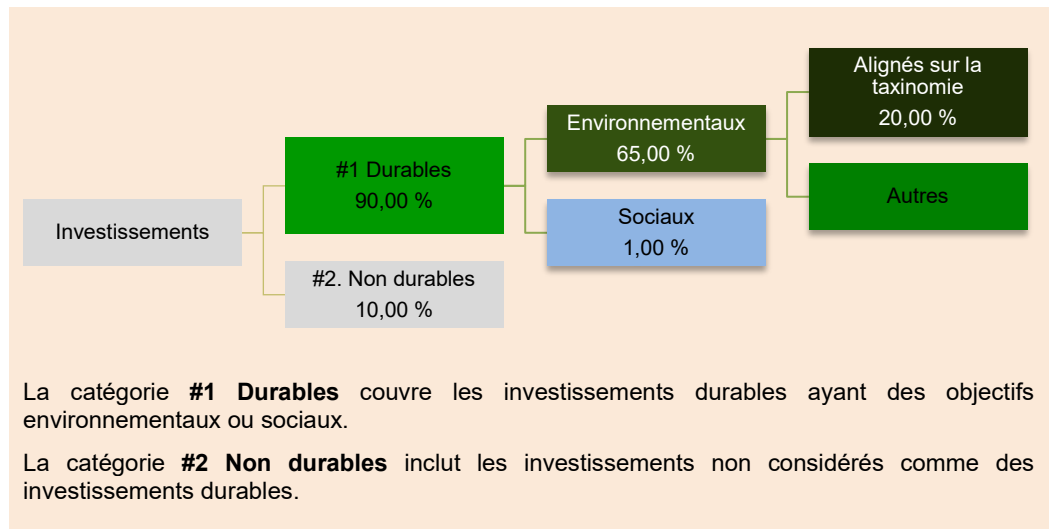 Alignés sur la
taxinomie
20,00 %
Environnementaux
65,00 %
#1 Durables
90,00 %
Autres
Sociaux
1,00 %
Investissements
#2. Non durables
10,00 %
La catégorie #1 Durables couvre les investissements durables ayant des objectifs
environnementaux ou sociaux.
La catégorie #2 Non durables inclut les investissements non considérés comme des
investissements durables.